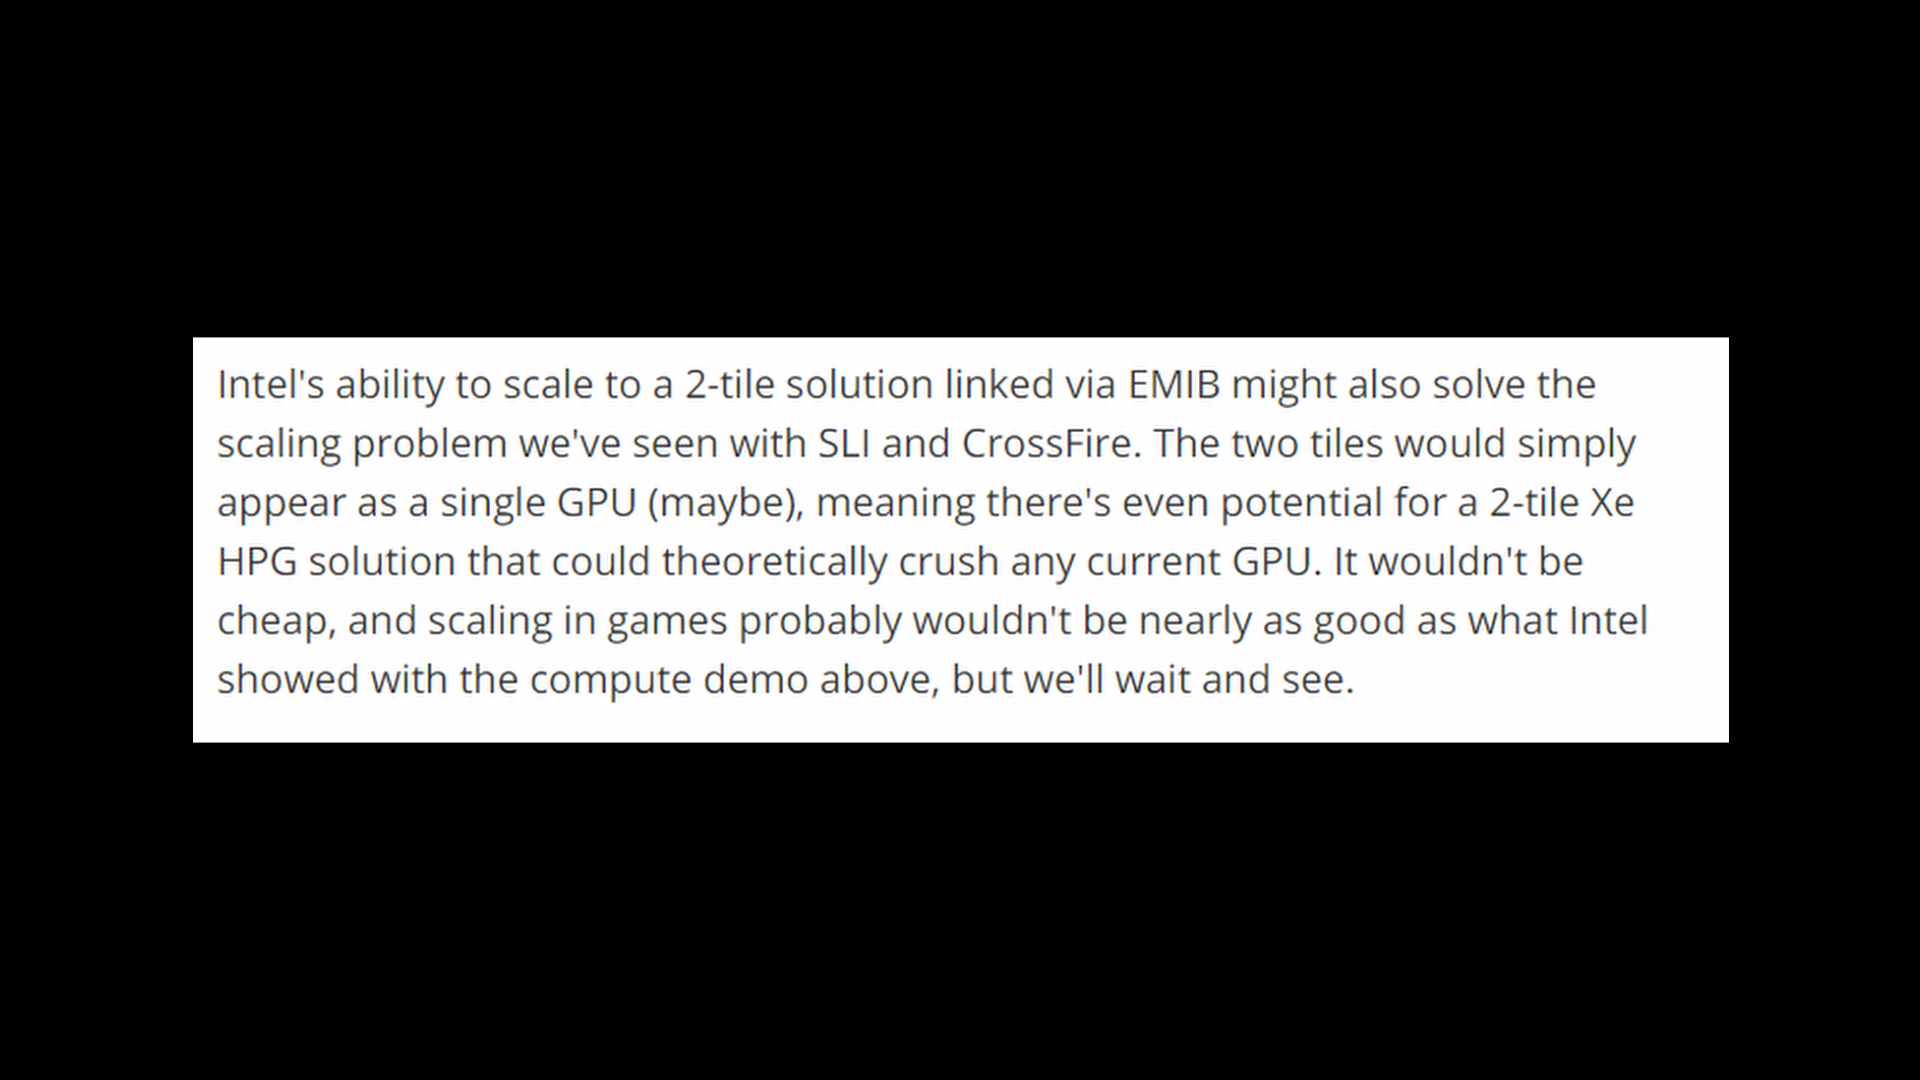 Intel's ability to scale to a 2-tile solution linked via EMIB might also solve the
scaling problem we've seen with SLI and CrossFire. The two tiles would simply
appear as a single GPU (maybe), meaning there's even potential for a 2-tile Xe
HPG solution that could theoretically crush any current GPU. It wouldn't be
cheap, and scaling in games probably wouldn't be nearly as good as what Intel
showed with the compute demo above, but we'll wait and see.